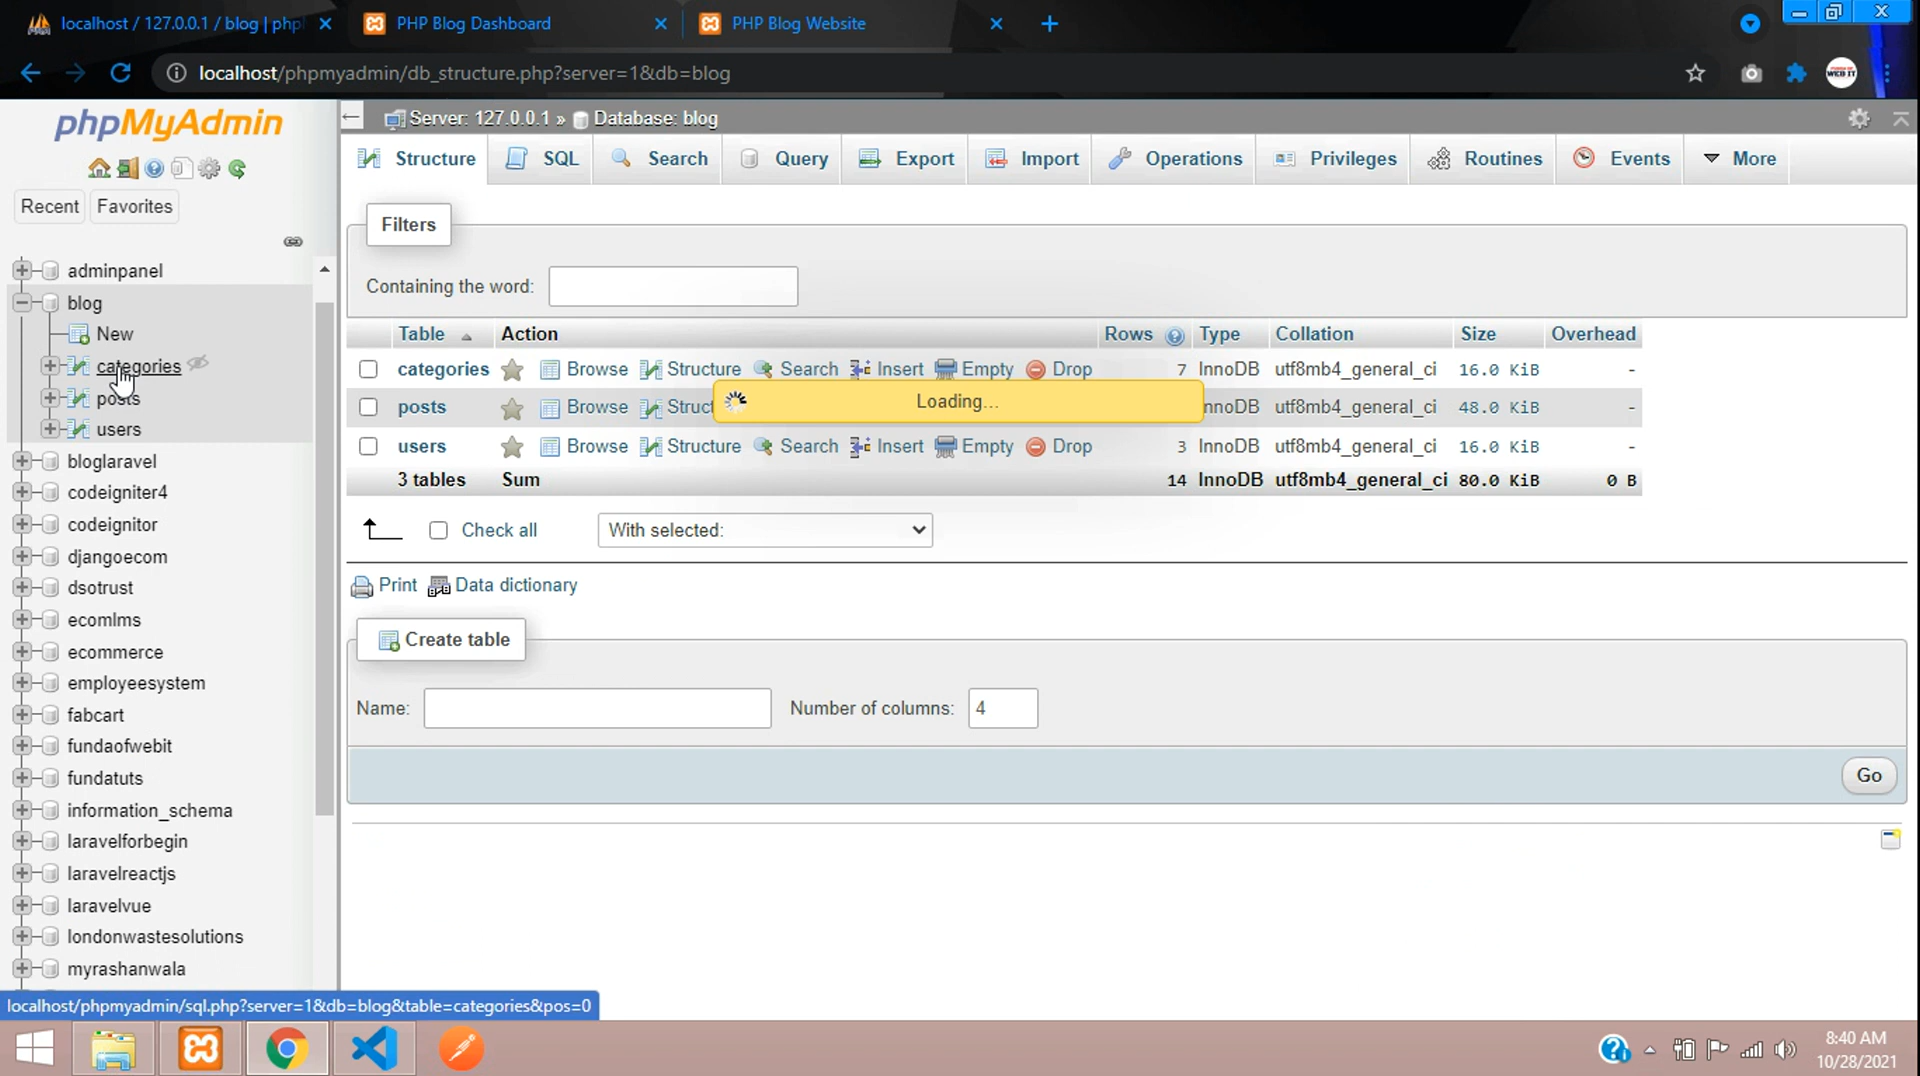 localhost / 127.0.0.1 / blog | php
PHP Blog Dashboard
PHP Blog Website
localhost/phpmyadmin/db_structure.php?server=1&db=blog
WEB IT
phpMyAdmin
Recent
Favorites
adminpanel
blog
New
categories
posts
users
bloglaravel
codeigniter4
codeignitor
djangoecom
dsotrust
ecomlms
ecommerce
employeesystem
fabcart
fundaofwebit
fundatuts
information_schema
laravelforbegin
laravelreactjs
laravelvue
londonwastesolutions
myrashanwala
Server: 127.0.0.1 » Database: blog
Structure SQL Search Query Export Import Operations Privileges Routines Events More
Filters
Containing the word:
Table Action Rows Type Collation Size Overhead
categories Browse Structure Search Insert Empty Drop 7 InnoDB utf8mb4_general_ci 16.0 KiB -
posts Browse Struct nnoDB utf8mb4_general_ci 48.0 KiB -
Loading...
users Browse Structure Search Insert Empty Drop 3 InnoDB utf8mb4_general_ci 16.0 KiB -
3 tables Sum 14 InnoDB utf8mb4_general_ci 80.0 KiB 0 B
Check all With selected:
Print Data dictionary
Create table
Name: Number of columns: 4
Go
localhost/phpmyadmin/sql.php?server=1&db=blog&table=categories&pos=0
8:40 AM
10/28/2021